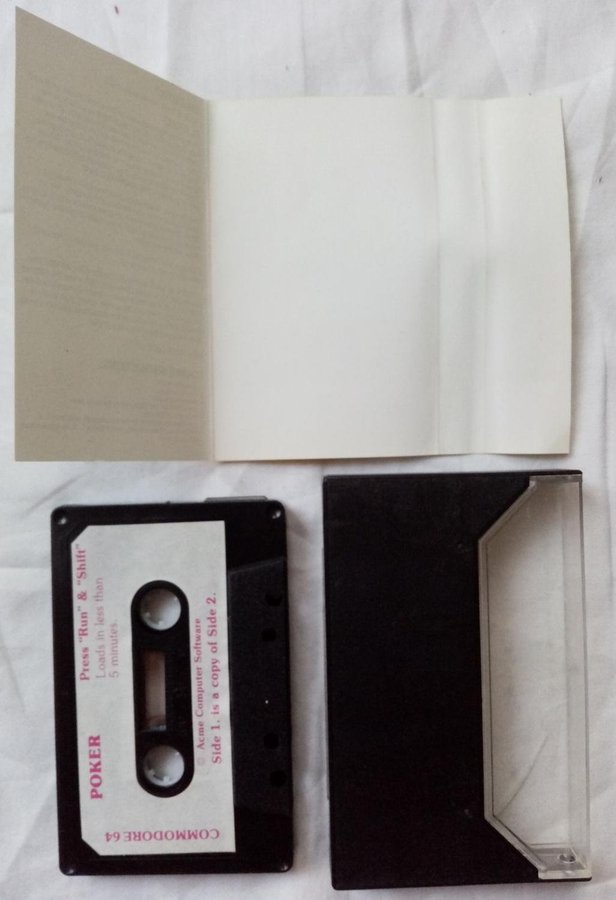 POKER
Press "Run" & "Shift"
Loads in less than
5 minutes.
© Acme Computer Software
Side 1. is a copy of Side 2.
COMMODORE 64